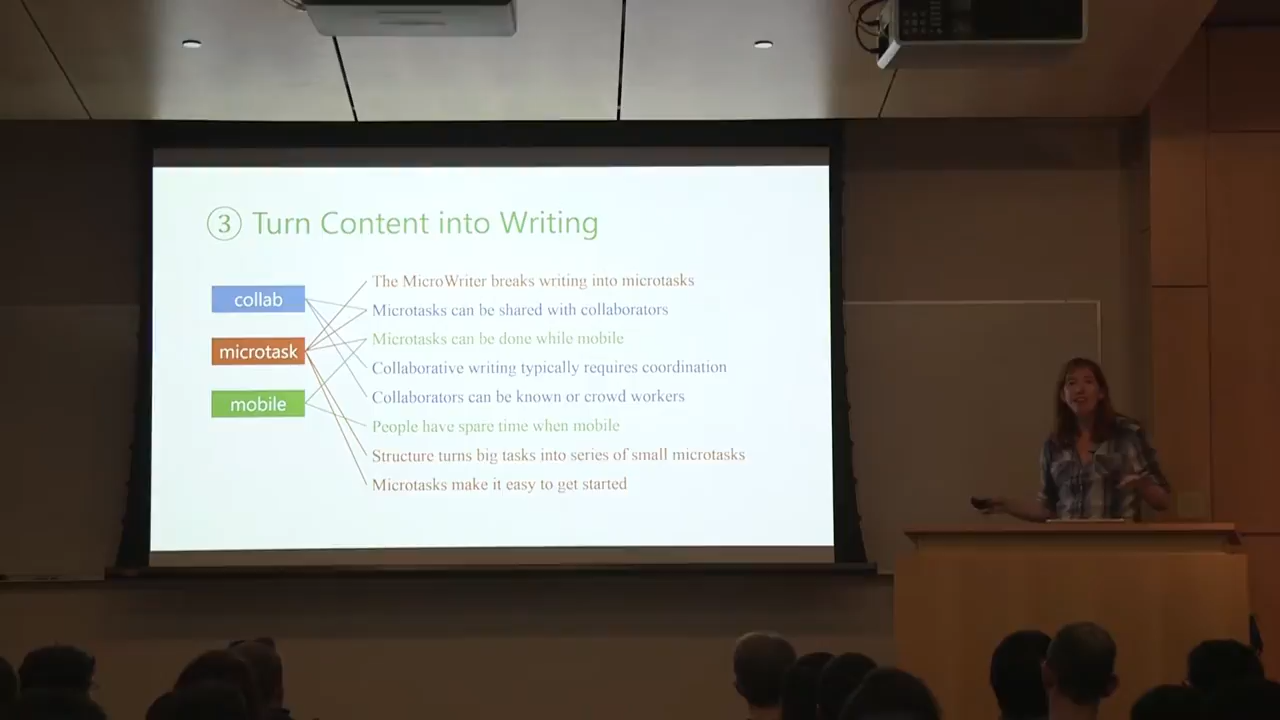 ③ Turn Content into Writing
collab
microtask
mobile
The MicroWriter breaks writing into microtasks
Microtasks can be shared with collaborators
Microtasks can be done while mobile
Collaborative writing typically requires coordination
Collaborators can be known or crowd workers
People have spare time when mobile
Structure turns big tasks into series of small microtasks
Microtasks make it easy to get started